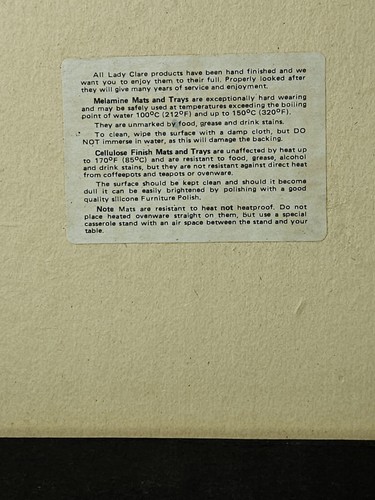 All Lady Clare products have been hand finished and we
want you to enjoy them to their full. Properly looked after
they will give many years of service and enjoyment.
Melamine Mats and Trays are exceptionally hard wearing
and may be safely used at temperatures exceeding the boiling
point of water 100ºC (212ºF) and up to 150ºC (320ºF).
They are unmarked by food, grease and drink stains.
To clean, wipe the surface with a damp cloth, but DO
NOT immerse in water, as this will damage the backing.
Cellulose Finish Mats and Trays are unaffected by heat up
to 170ºF (85ºC) and are resistant to food, grease, alcohol
and drink stains, but they are not resistant against direct heat
from coffeepots and teapots or ovenware.
The surface should be kept clean and should it become
dull it can be easily brightened by polishing with a good
quality silicone Furniture Polish.
Note Mats are resistant to heat not heatproof. Do not
place heated ovenware straight on them, but use a special
casserole stand with an air space between the stand and your
table.